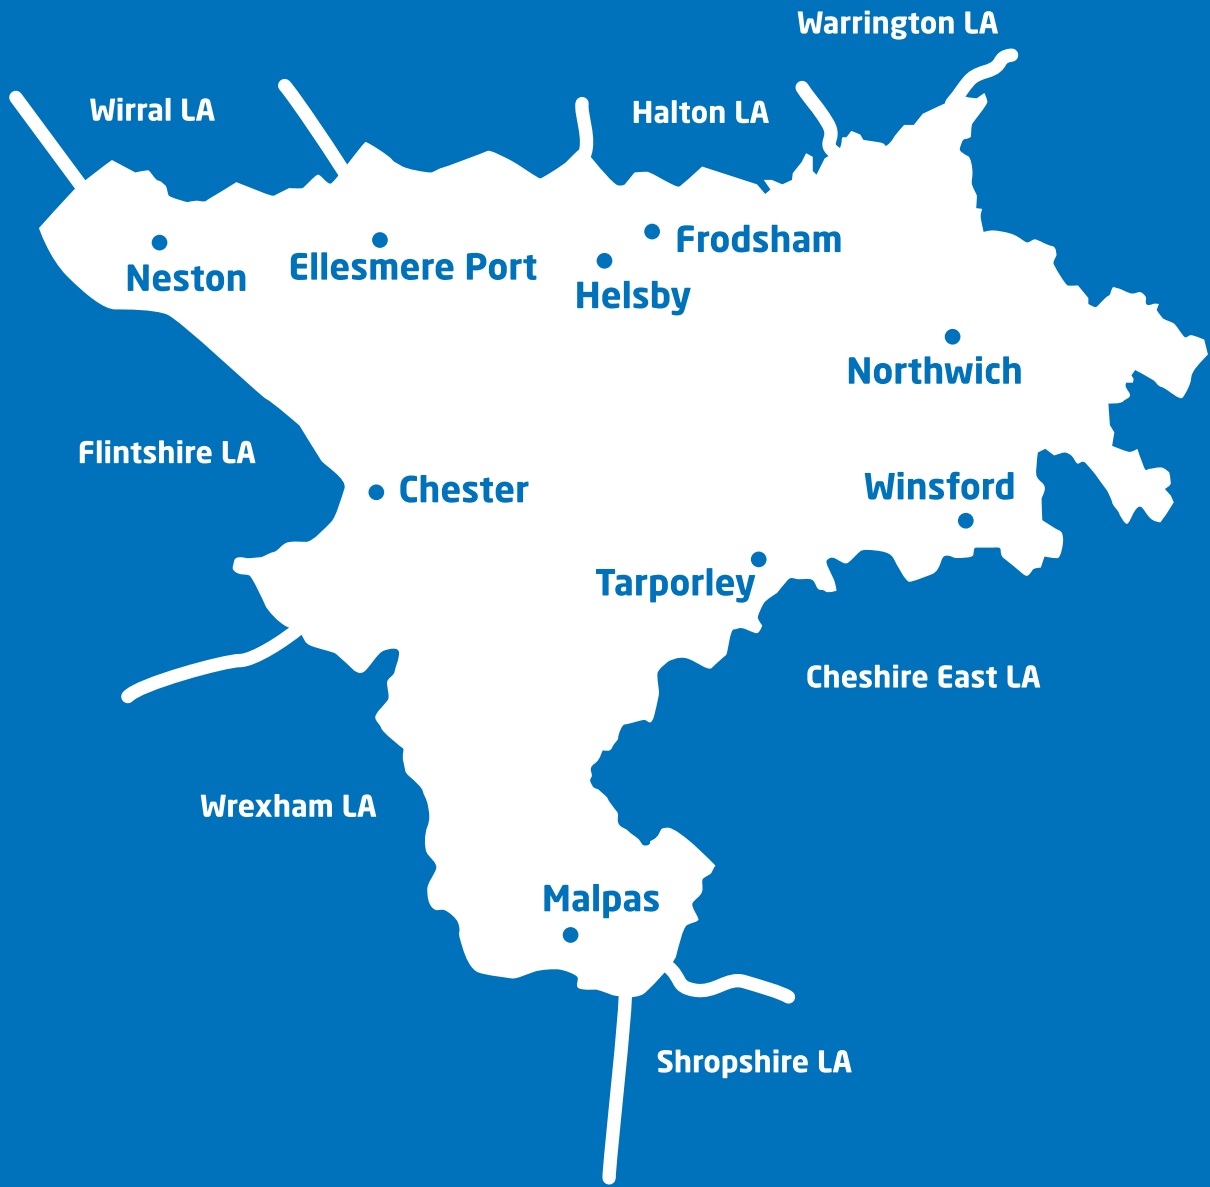 Warrington LA
Wirral LA
Halton LA
Frodsham
Ellesmere Port
Neston
Helsby
Northwich
Flintshire LA
Chester
Winsford
Tarporley
Cheshire East LA
Wrexham LA
Malpas
Shropshire LA